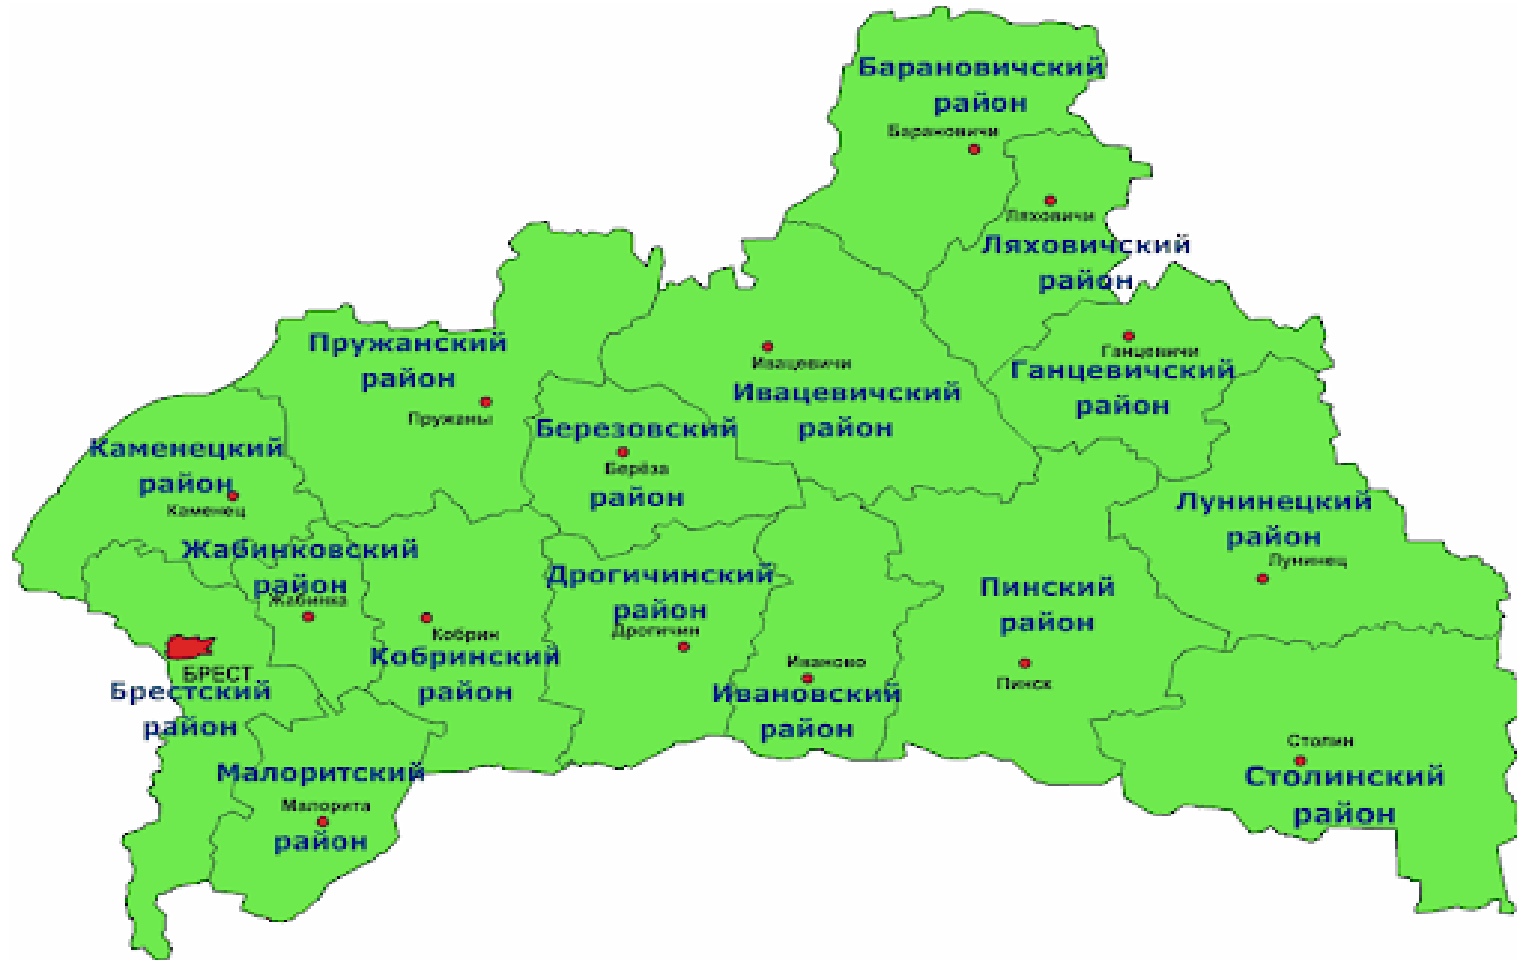 Барановичский
район
Барановичи
Ляховичи
Ляховичский
район
Пружанский
район
Пружаны
Ивацевичи
Ивацевичский
район
Ганцевичи
Ганцевичский
район
Березовский
Берёза
район
Каменецкий
район
Каменец
Лунинецкий
район
Лунинец
Жабинковский
район
Жабинка
Дрогичинский
район
Дрогичин
Пинский
район
Пинск
Кобрин
Кобринский
район
Иваново
Ивановский
район
БРЕСТ
Брестский
район
Столин
Столинский
район
Малоритский
Малорита
район